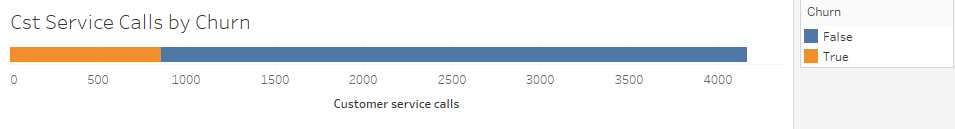 Cst Service Calls by Churn
0 500 1000 1500 2000 2500 3000 3500 4000
Customer service calls
Churn
False
True